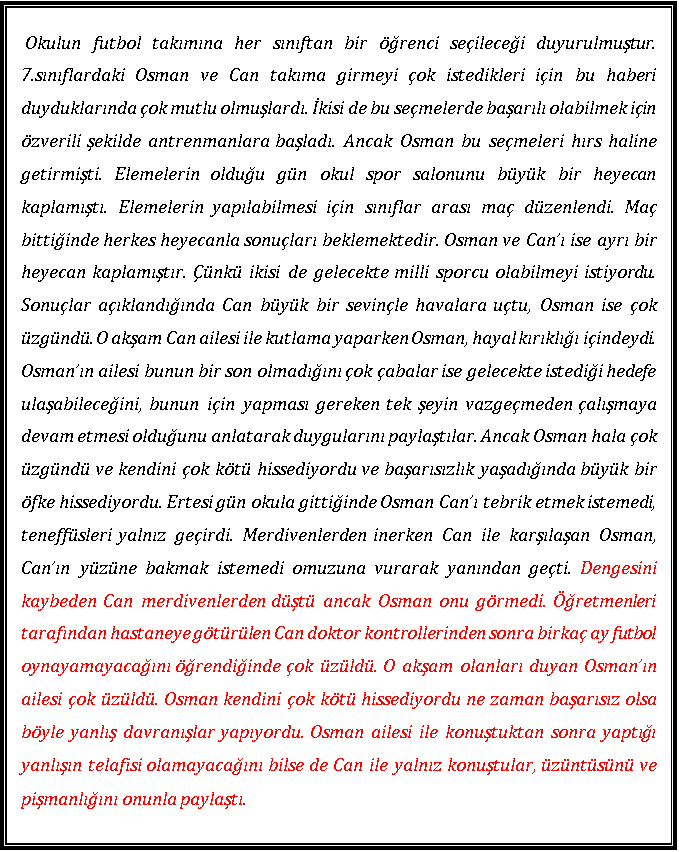 Okulun futbol takımına her sınıftan bir öğrenci seçileceği duyurulmuştur.
7.sınıflardaki Osman ve Can takıma girmeyi çok istedikleri için bu haberi
duyduklarında çok mutlu olmuşlardı. İkisi de bu seçmelerde başarılı olabilmek için
özverili şekilde antrenmanlara başladı. Ancak Osman bu seçmeleri hırs haline
getirmişti. Elemelerin olduğu gün okul spor salonunu büyük bir heyecan
kaplamıştı. Elemelerin yapılabilmesi için sınıflar arası maç düzenlendi. Maç
bittiğinde herkes heyecanla sonuçları beklemektedir. Osman ve Can’ı ise ayrı bir
heyecan kaplamıştır. Çünkü ikisi de gelecekte milli sporcu olabilmeyi istiyordu.
Sonuçlar açıklandığında Can büyük bir sevinçle havalara uçtu, Osman ise çok
üzgündü. O akşam Can ailesi ile kutlama yaparken Osman, hayal kırıklığı içindeydi.
Osman’ın ailesi bunun bir son olmadığını çok çabalar ise gelecekte istediği hedefe
ulaşabileceğini, bunun için yapması gereken tek şeyin vazgeçmeden çalışmaya
devam etmesi olduğunu anlatarak duygularını paylaştılar. Ancak Osman hala çok
üzgündü ve kendini çok kötü hissediyordu ve başarısızlık yaşadığında büyük bir
öfke hissediyordu. Ertesi gün okula gittiğinde Osman Can’ı tebrik etmek istemedi,
teneffüsleri yalnız geçirdi. Merdivenlerden inerken Can ile karşılaşan Osman,
Can’ın yüzüne bakmak istemedi omuzuna vurarak yanından geçti. Dengesini
kaybeden Can merdivenlerden düştü ancak Osman onu görmedi. Öğretmenleri
tarafından hastaneye götürülen Can doktor kontrollerinden sonra birkaç ay futbol
oynayamayacağını öğrendiğinde çok üzüldü. O akşam olanları duyan Osman’ın
ailesi çok üzüldü. Osman kendini çok kötü hissediyordu ne zaman başarısız olsa
böyle yanlış davranışlar yapıyordu. Osman ailesi ile konuştuktan sonra yaptığı
yanlışın telafisi olamayacağını bilse de Can ile yalnız konuştular, üzüntüsünü ve
pişmanlığını onunla paylaştı.